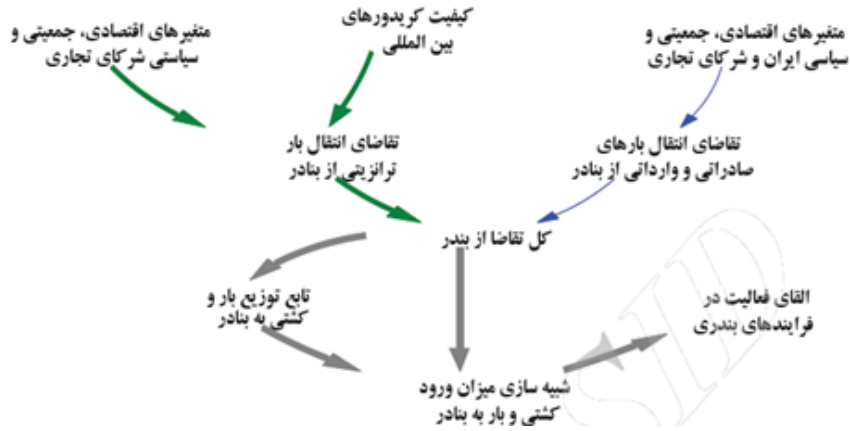 متغیرهای اقتصادی، جمعیتی و
سیاسی ایران و شرکای تجاری
کیفیت کریدورهای
بین المللی
متغیرهای اقتصادی، جمعیتی و
سیاستی شرکای تجاری
تقاضای انتقال بارهای
صادراتی و وارداتی از بنادر
تقاضای انتقال بار
ترانزیتی از بنادر
کل تقاضا از بندر
القای فعالیت در
فرایندهای بندری
تابع توزیع بار و
کشتی به بنادر
شبیه سازی میزان ورود
کشتی و بار به بنادر
SID